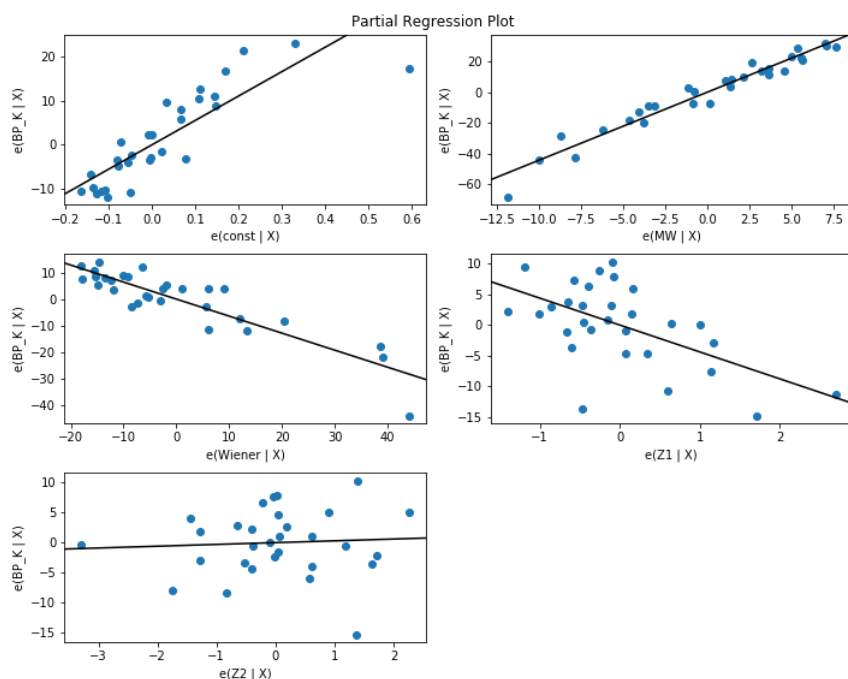 Partial Regression Plot
e(BP_K | X)
20
10
0
−10
−0.2 −0.1 0.0 0.1 0.2 0.3 0.4 0.5 0.6
e(const | X)
e(BP_K | X)
20
0
−20
−40
−60
−12.5 −10.0 −7.5 −5.0 −2.5 0.0 2.5 5.0 7.5
e(MW | X)
e(BP_K | X)
10
0
−10
−20
−30
−40
−20 −10 0 10 20 30 40
e(Wiener | X)
e(BP_K | X)
10
5
0
−5
−10
−15
−1 0 1 2
e(Z1 | X)
e(BP_K | X)
10
5
0
−5
−10
−15
−3 −2 −1 0 1 2
e(Z2 | X)